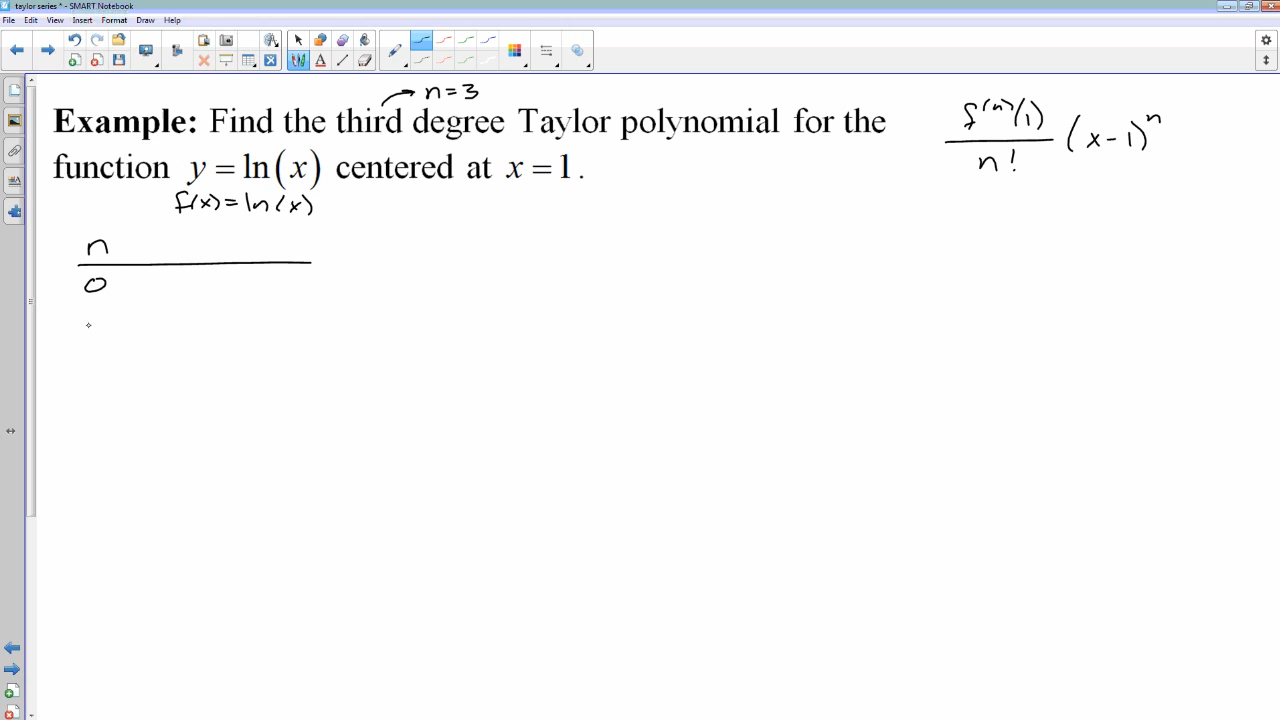 taylor series * - SMART Notebook
File Edit View Insert Format Draw Help
n=3
Example: Find the third degree Taylor polynomial for the
function y = ln(x) centered at x = 1.
f(x)=ln(x)
f⁽ⁿ⁾(1)
n!
(x-1)ⁿ
n
0